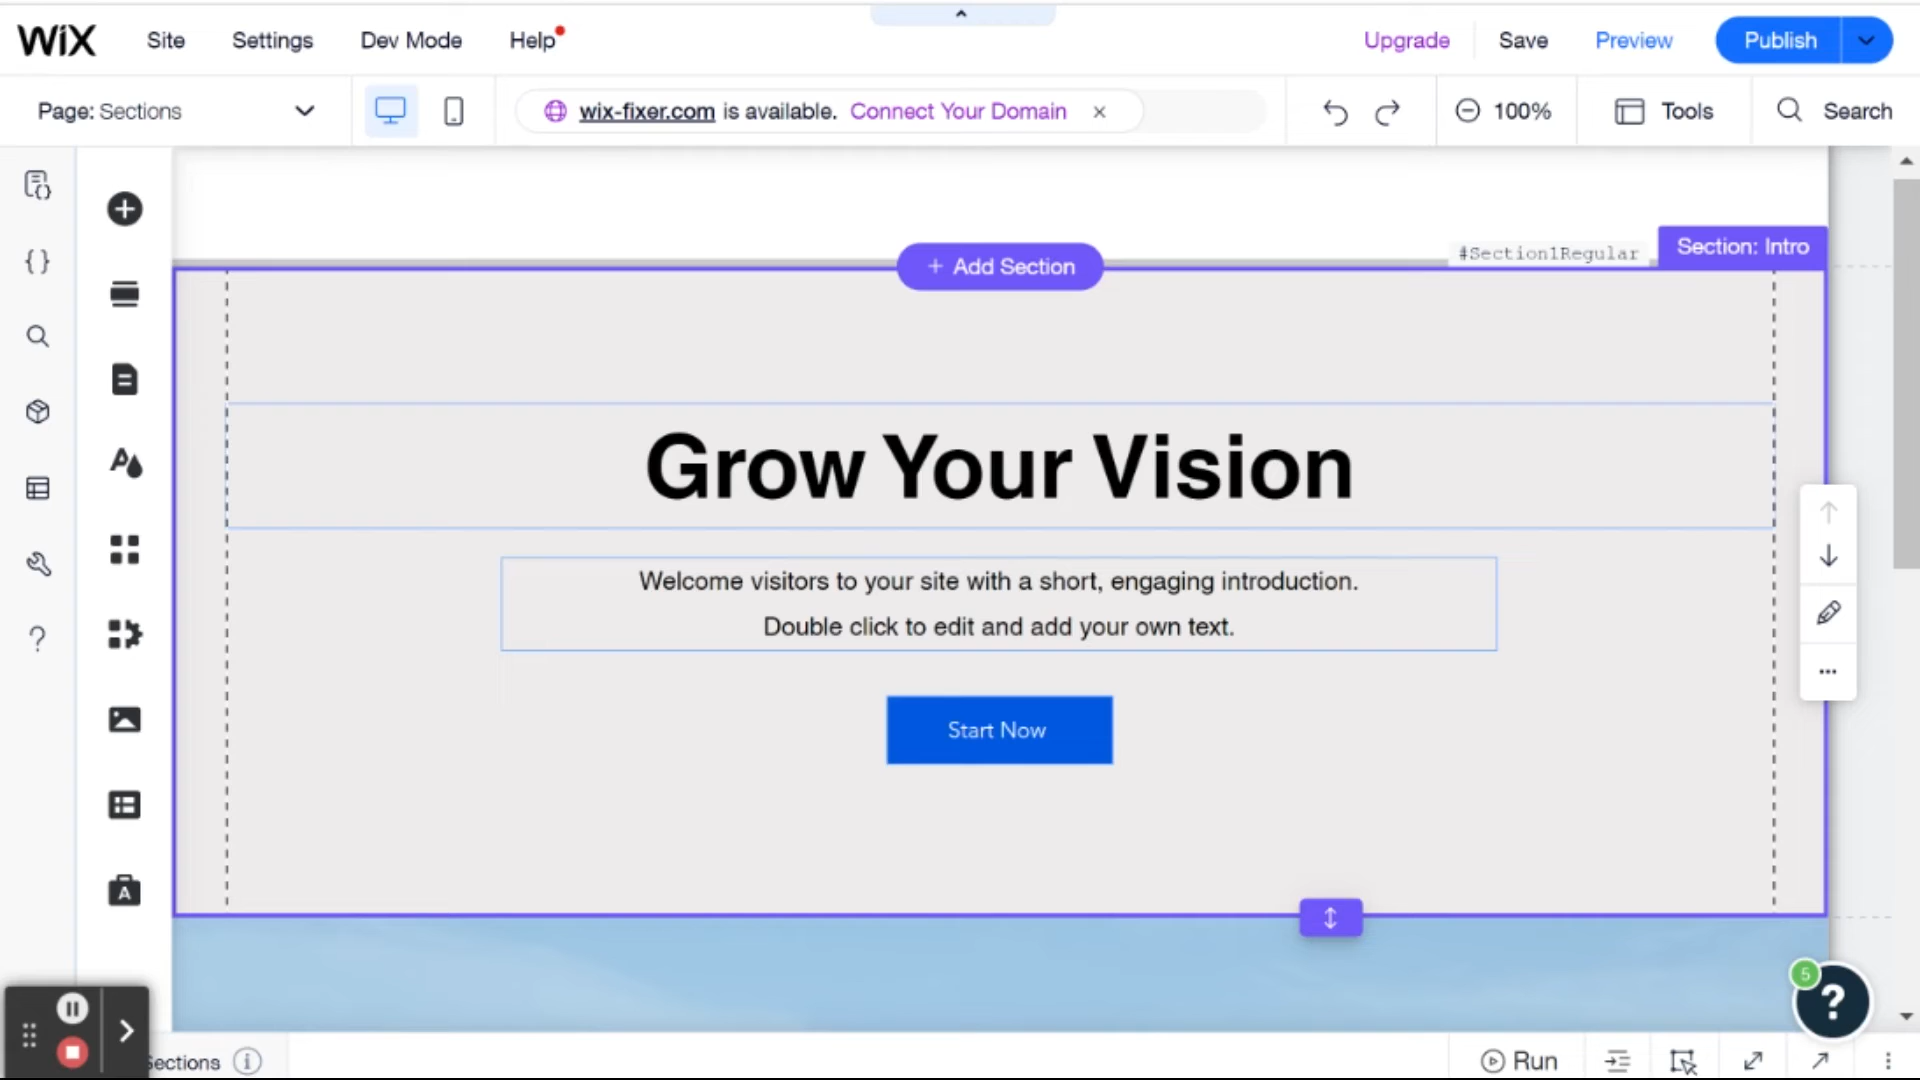 WiX Site Settings Dev Mode Help Upgrade Save Preview Publish
Page: Sections wix-fixer.com is available. Connect Your Domain × 100% Tools Search
#Section1Regular Section: Intro
+ Add Section
Grow Your Vision
Welcome visitors to your site with a short, engaging introduction.
Double click to edit and add your own text.
Start Now
5
?
Sections Run